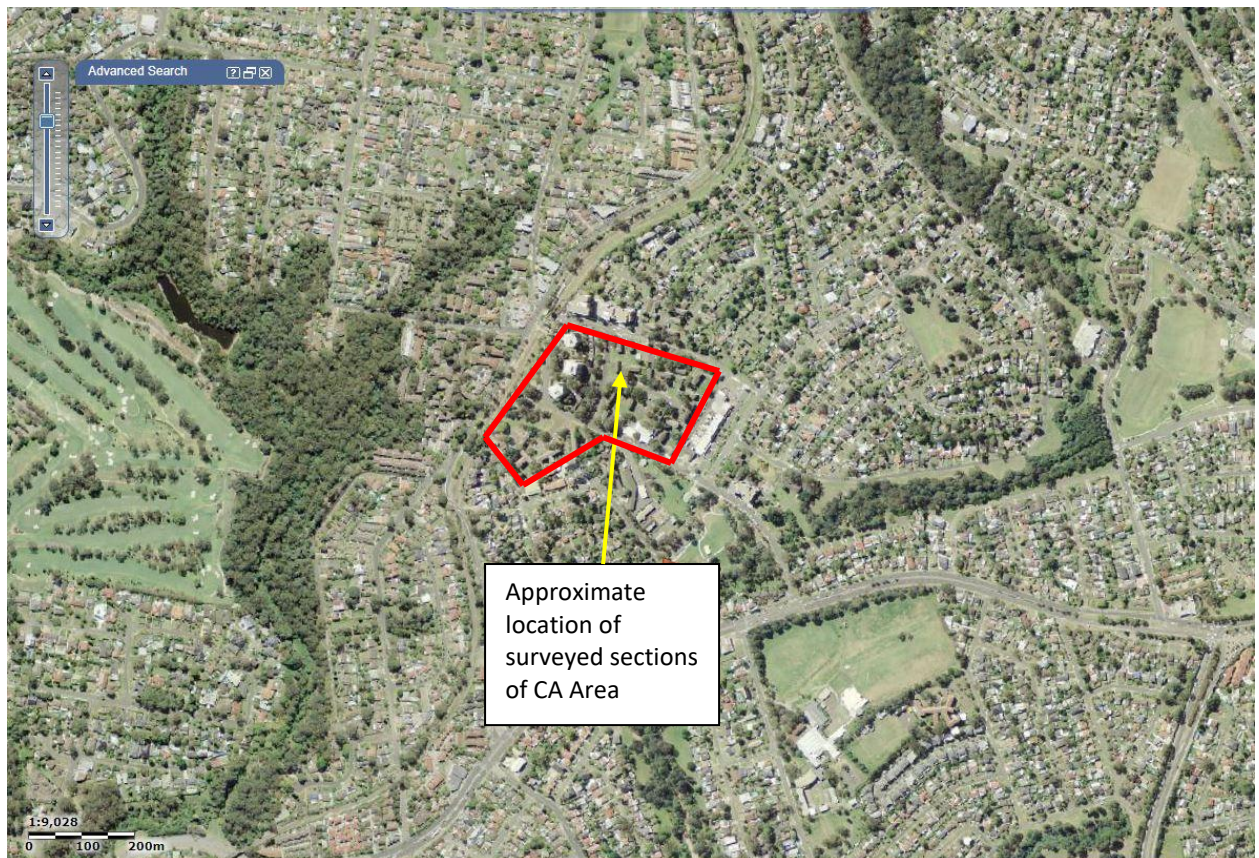 Advanced Search
Approximate
location of
surveyed sections
of CA Area
1:9,028
0 100 200m